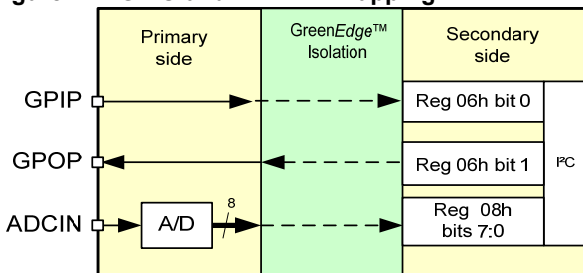 Primary
side
GreenEdge™
Isolation
Secondary
side
GPIP
Reg 06h bit 0
GPOP
Reg 06h bit 1
I²C
ADCIN
A/D
8
Reg 08h
bits 7:0